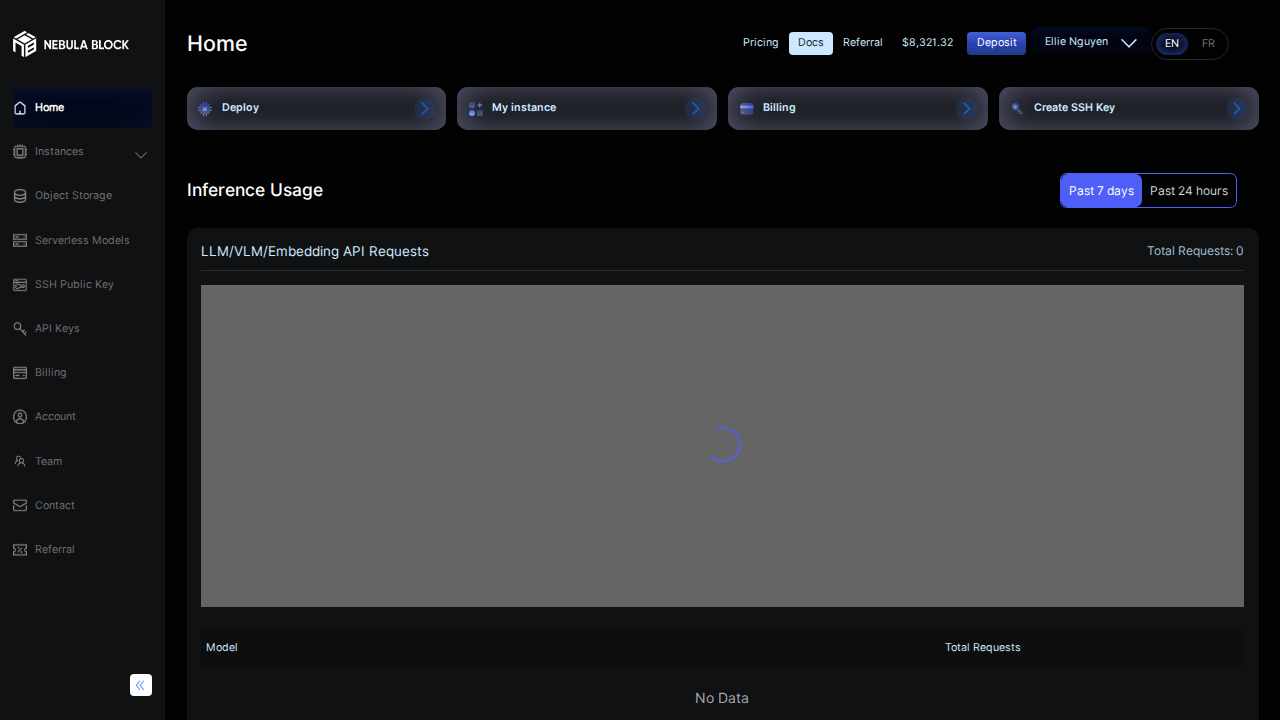 NEBULA BLOCK
Home
Instances
Object Storage
Serverless Models
SSH Public Key
API Keys
Billing
Account
Team
Contact
Referral
Home
Pricing
Docs
Referral
$8,321.32
Deposit
Ellie Nguyen
EN
FR
Deploy
My instance
Billing
Create SSH Key
Inference Usage
Past 7 days
Past 24 hours
LLM/VLM/Embedding API Requests
Total Requests: 0
Model
Total Requests
No Data